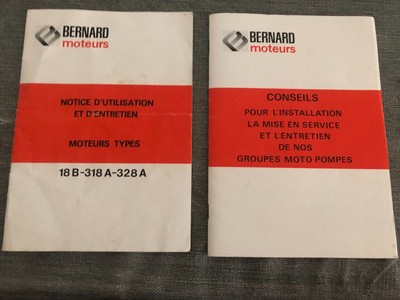 BERNARD
moteurs
NOTICE D'UTILISATION
ET D'ENTRETIEN
MOTEURS TYPES
18 B-318 A-328 A
BERNARD
moteurs
CONSEILS
POUR L'INSTALLATION
LA MISE EN SERVICE
ET L'ENTRETIEN
DE NOS
GROUPES MOTO POMPES